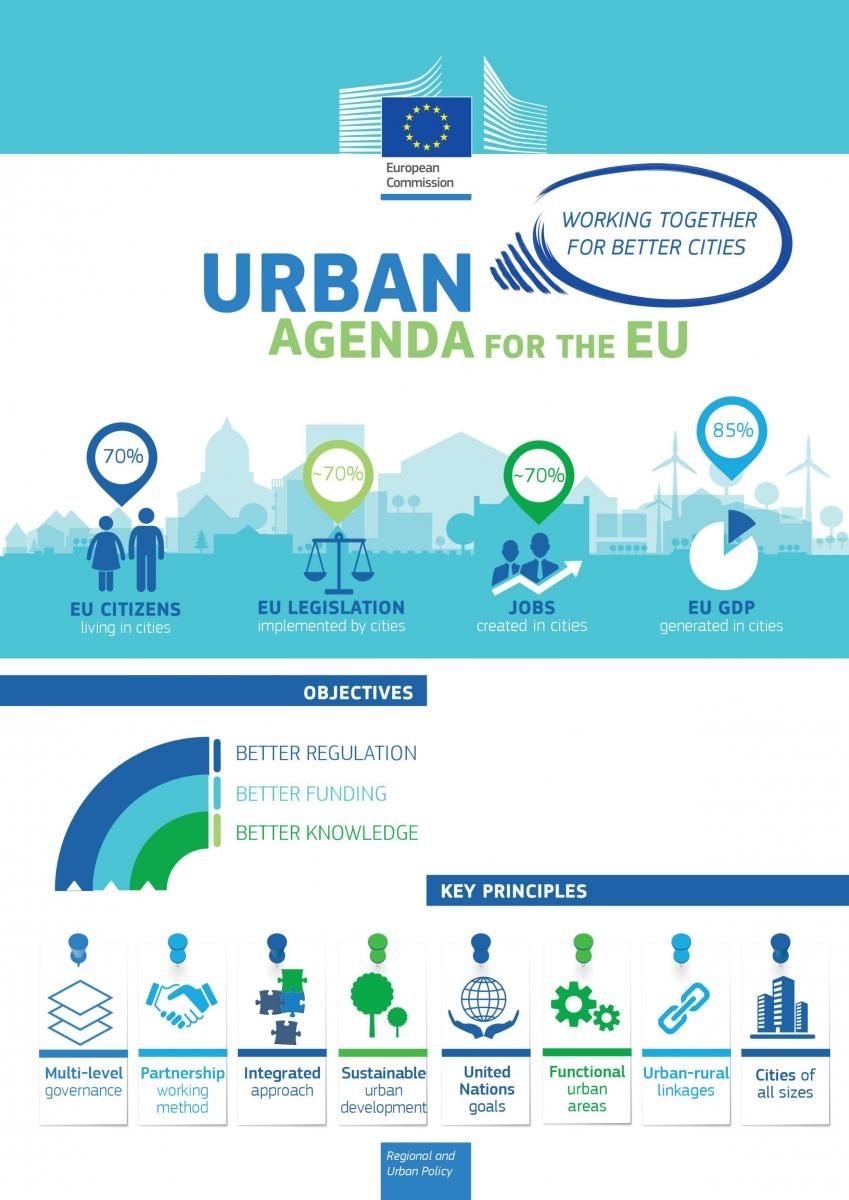 European
Commission
WORKING TOGETHER
FOR BETTER CITIES
URBAN
AGENDA FOR THE EU
70%
~70%
~70%
85%
EU CITIZENS
living in cities
EU LEGISLATION
implemented by cities
JOBS
created in cities
EU GDP
generated in cities
OBJECTIVES
BETTER REGULATION
BETTER FUNDING
BETTER KNOWLEDGE
KEY PRINCIPLES
Multi-level
governance
Partnership
working
method
Integrated
approach
Sustainable
urban
development
United
Nations
goals
Functional
urban
areas
Urban-rural
linkages
Cities of
all sizes
Regional and
Urban Policy